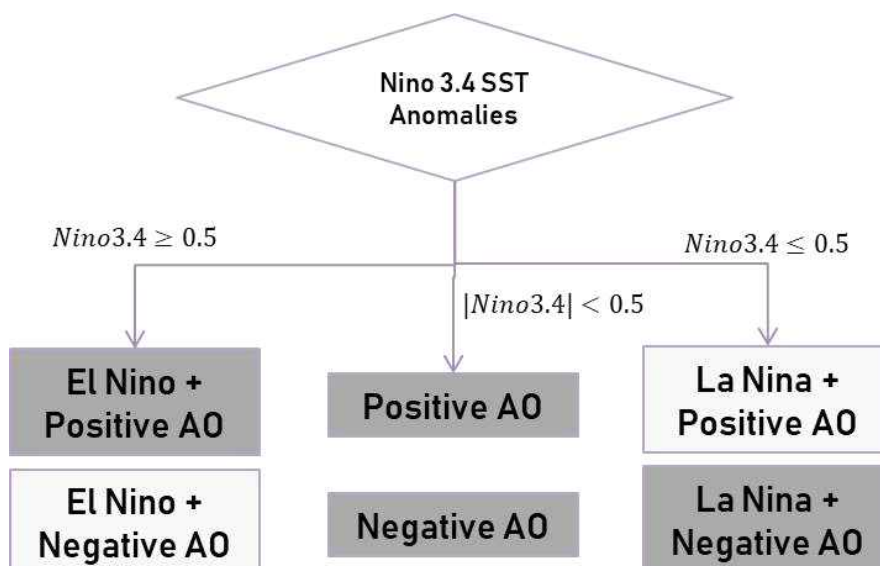 Nino 3.4 SST
Anomalies
Nino3.4 ≥ 0.5
Nino3.4 ≤ 0.5
|Nino3.4| < 0.5
El Nino +
Positive AO
Positive AO
La Nina +
Positive AO
El Nino +
Negative AO
Negative AO
La Nina +
Negative AO